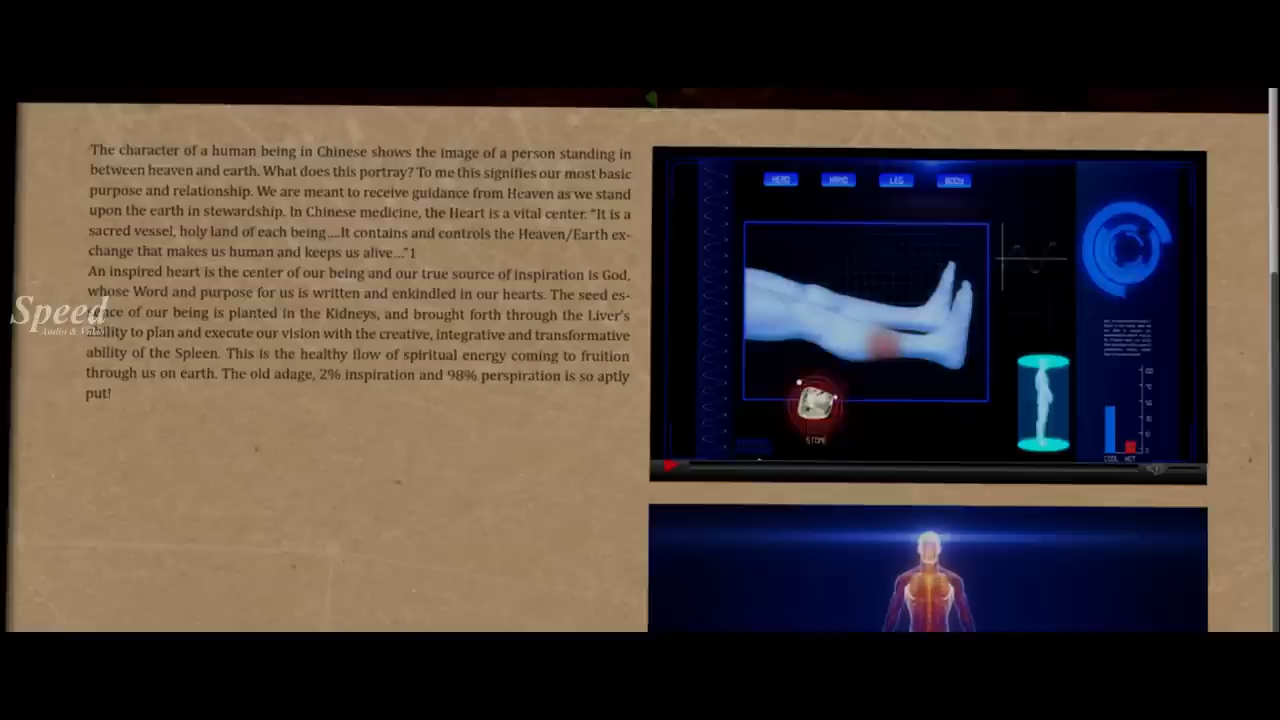 The character of a human being in Chinese shows the image of a person standing in
between heaven and earth. What does this portray? To me this signifies our most basic
purpose and relationship. We are meant to receive guidance from Heaven as we stand
upon the earth in stewardship. In Chinese medicine, the Heart is a vital center. “It is a
sacred vessel, holy land of each being....It contains and controls the Heaven/Earth ex-
change that makes us human and keeps us alive...”1
An inspired heart is the center of our being and our true source of inspiration is God,
whose Word and purpose for us is written and enkindled in our hearts. The seed es-
sence of our being is planted in the Kidneys, and brought forth through the Liver's
ability to plan and execute our vision with the creative, integrative and transformative
ability of the Spleen. This is the healthy flow of spiritual energy coming to fruition
through us on earth. The old adage, 2% inspiration and 98% perspiration is so aptly
put!
Speed
Audio & Video
LEG
BODY
STONE
COOL HOT